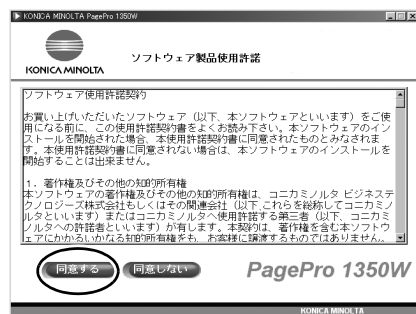 KONICA MINOLTA PagePro 1350W
KONICA MINOLTA
ソフトウェア製品使用許諾
ソフトウェア使用許諾契約
お買い上げいただいたソフトウェア（以下、本ソフトウェアといいます）をご使
用になる前に、この使用許諾契約書をよくお読み下さい。本ソフトウェアのイン
ストールを開始された場合、本使用許諾契約書に同意されたものとみなされま
す。本使用許諾契約書に同意されない場合は、本ソフトウェアのインストールを
開始することは出来ません。
１．著作権及びその他の知的所有権
本ソフトウェアの著作権及びその他の知的所有権は、コニカミノルタ ビジネステ
クノロジーズ株式会社もしくはその関連会社（以下、これらを総称してコニカミノ
ルタといいます）またはコニカミノルタへ使用許諾する第三者（以下、コニカミ
ノルタへの許諾者といいます）が有します。本契約は、著作権を含む本ソフトウ
ェアにかかるいかなる知的所有権をも、お客様に譲渡するものではありません。
同意する
同意しない
PagePro 1350W
KONICA MINOLTA